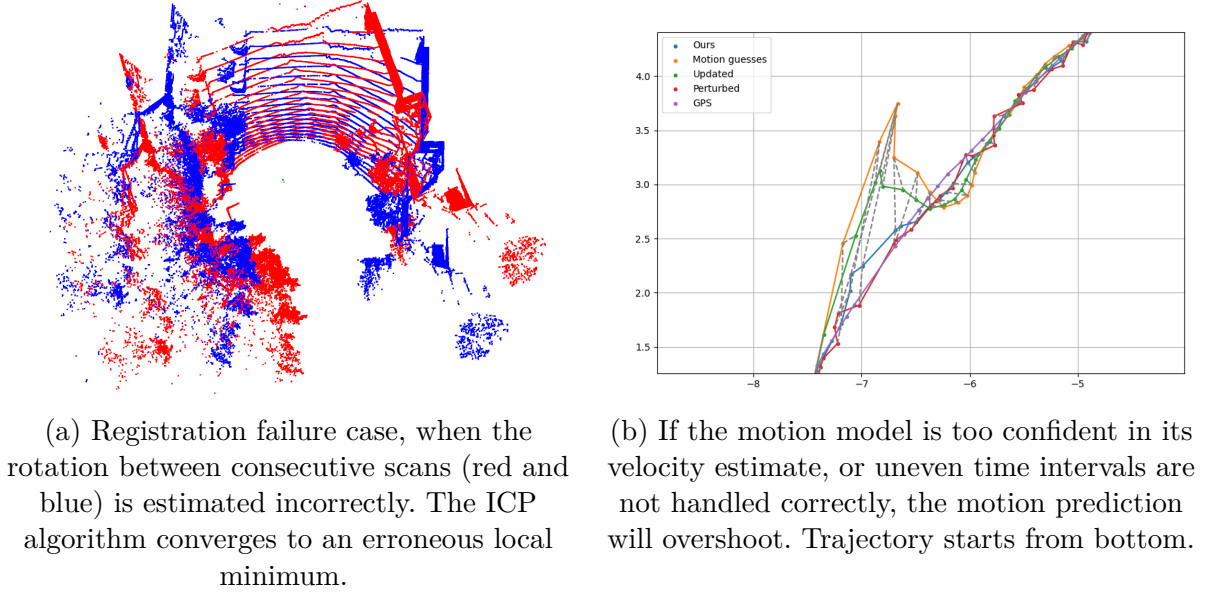 Ours
Motion guesses
Updated
Perturbed
GPS
4.0
3.5
3.0
2.5
2.0
1.5
−8
−7
−6
−5
(a) Registration failure case, when the
rotation between consecutive scans (red and
blue) is estimated incorrectly. The ICP
algorithm converges to an erroneous local
minimum.
(b) If the motion model is too confident in its
velocity estimate, or uneven time intervals are
not handled correctly, the motion prediction
will overshoot. Trajectory starts from bottom.